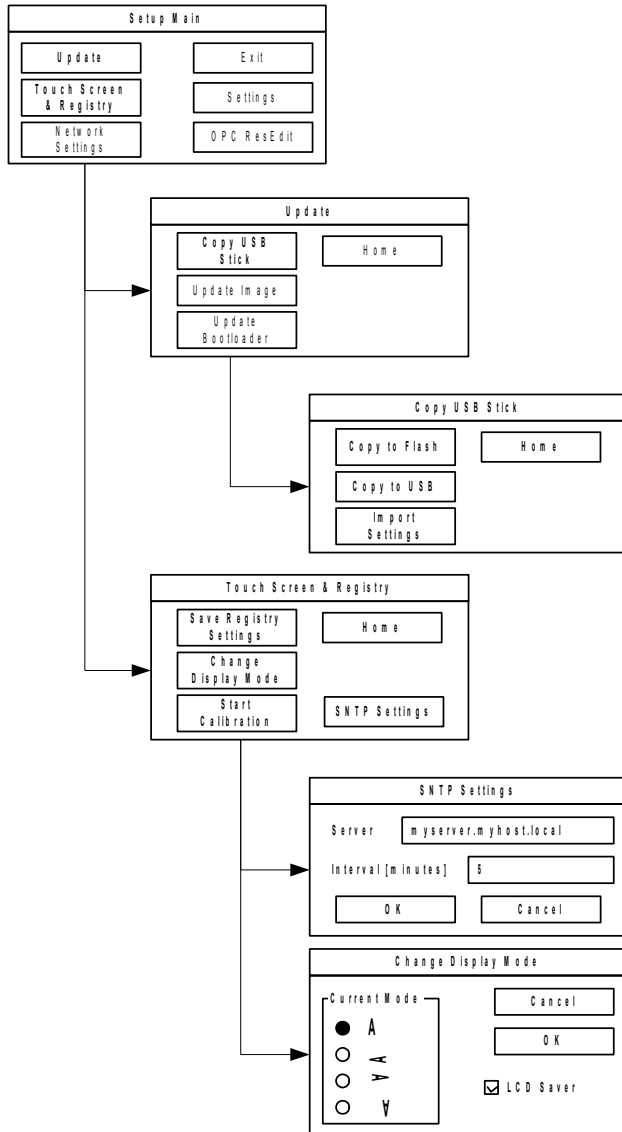 Setup Main
Update
Exit
Touch Screen
& Registry
Settings
Network
Settings
OPC ResEdit
Update
Copy USB
Stick
Home
Update Image
Update
Bootloader
Copy USB Stick
Copy to Flash
Home
Copy to USB
Import
Settings
Touch Screen & Registry
Save Registry
Settings
Home
Change
Display Mode
Start
Calibration
SNTP Settings
SNTP Settings
Server myserver.myhost.local
Interval [minutes] 5
OK Cancel
Change Display Mode
Current Mode
Cancel
A
OK
A
A
LCD Saver
A